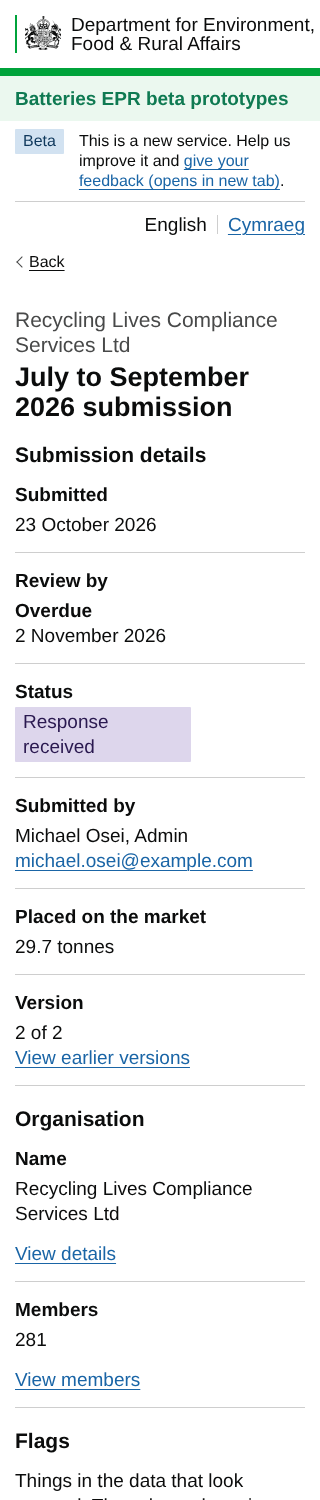 Department for Environment,
Food & Rural Affairs
Batteries EPR beta prototypes
Beta
This is a new service. Help us
improve it and give your
feedback (opens in new tab).
English
Cymraeg
Back
Recycling Lives Compliance
Services Ltd
July to September
2026 submission
Submission details
Submitted
23 October 2026
Review by
Overdue
2 November 2026
Status
Response
received
Submitted by
Michael Osei, Admin
michael.osei@example.com
Placed on the market
29.7 tonnes
Version
2 of 2
View earlier versions
Organisation
Name
Recycling Lives Compliance
Services Ltd
View details
Members
281
View members
Flags
Things in the data that look